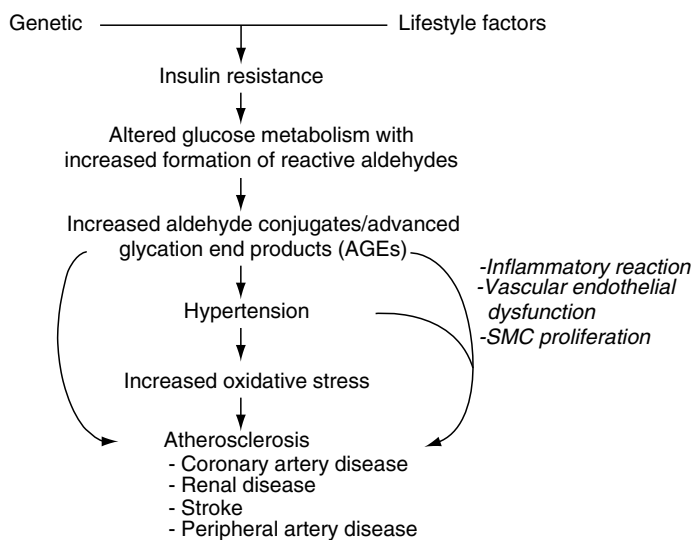 Genetic
Lifestyle factors
Insulin resistance
Altered glucose metabolism with
increased formation of reactive aldehydes
Increased aldehyde conjugates/advanced
glycation end products (AGEs)
-Inflammatory reaction
-Vascular endothelial
dysfunction
-SMC proliferation
Hypertension
Increased oxidative stress
Atherosclerosis
- Coronary artery disease
- Renal disease
- Stroke
- Peripheral artery disease